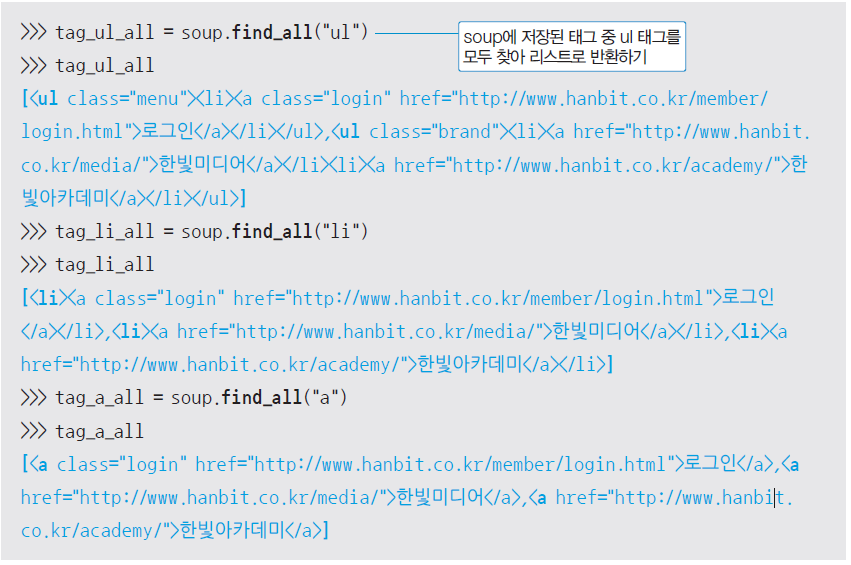 >>> tag_ul_all = soup.find_all("ul")
soup에 저장된 태그 중 ul 태그를
모두 찾아 리스트로 반환하기
>>> tag_ul_all
[<ul class="menu"><li><a class="login" href="http://www.hanbit.co.kr/member/
login.html">로그인</a></li></ul>,<ul class="brand"><li><a href="http://www.hanbit.
co.kr/media/">한빛미디어</a></li><li><a href="http://www.hanbit.co.kr/academy/">한
빛아카데미</a></li></ul>]
>>> tag_li_all = soup.find_all("li")
>>> tag_li_all
[<li><a class="login" href="http://www.hanbit.co.kr/member/login.html">로그인
</a></li>,<li><a href="http://www.hanbit.co.kr/media/">한빛미디어</a></li>,<li><a
href="http://www.hanbit.co.kr/academy/">한빛아카데미</a></li>]
>>> tag_a_all = soup.find_all("a")
>>> tag_a_all
[<a class="login" href="http://www.hanbit.co.kr/member/login.html">로그인</a>,<a
href="http://www.hanbit.co.kr/media/">한빛미디어</a>,<a href="http://www.hanbit.
co.kr/academy/">한빛아카데미</a>]